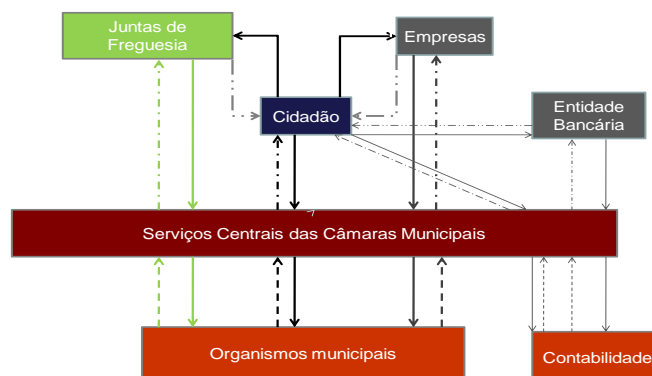 Juntas de
Freguesia
Empresas
Cidadão
Entidade
Bancária
Serviços Centrais das Câmaras Municipais
Organismos municipais
Contabilidade